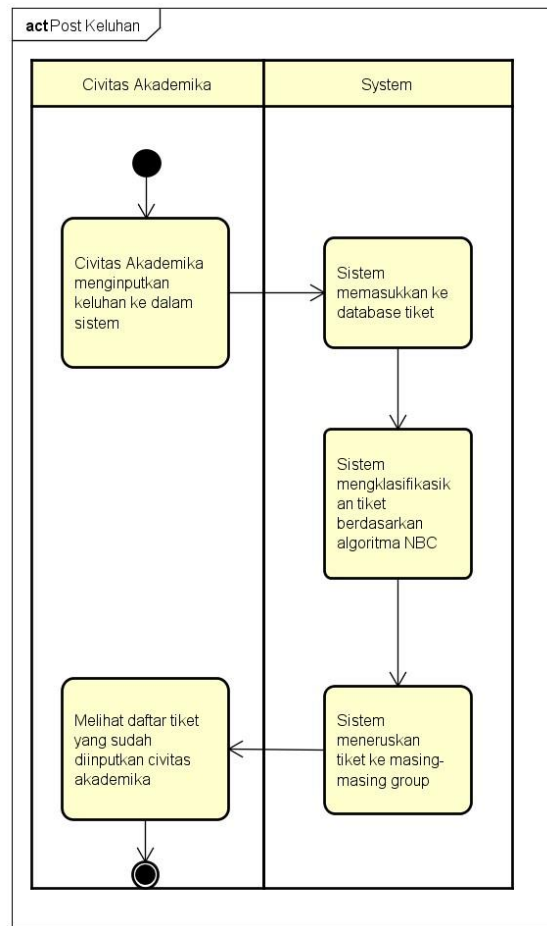 act Post Keluhan
Civitas Akademika
System
Civitas Akademika
menginputkan
keluhan ke dalam
sistem
Sistem
memasukkan ke
database tiket
Sistem
mengklasifikasik
an tiket
berdasarkan
algoritma NBC
Melihat daftar tiket
yang sudah
diinputkan civitas
akademika
Sistem
meneruskan
tiket ke masing-
masing group